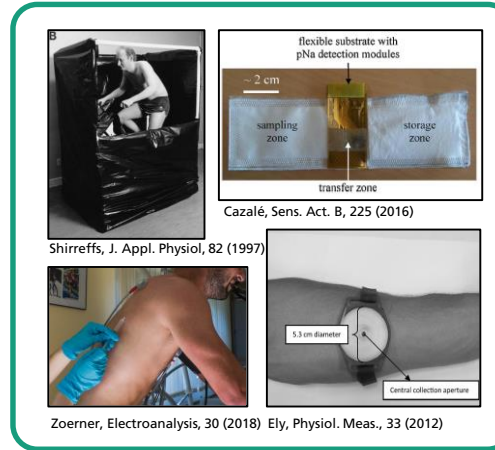 B
flexible substrate with
pNa detection modules
~ 2 cm
sampling
zone
storage
zone
transfer zone
Cazalé, Sens. Act. B, 225 (2016)
Shirreffs, J. Appl. Physiol, 82 (1997)
5.3 cm diameter
Central collection aperture
Zoerner, Electroanalysis, 30 (2018)
Ely, Physiol. Meas., 33 (2012)